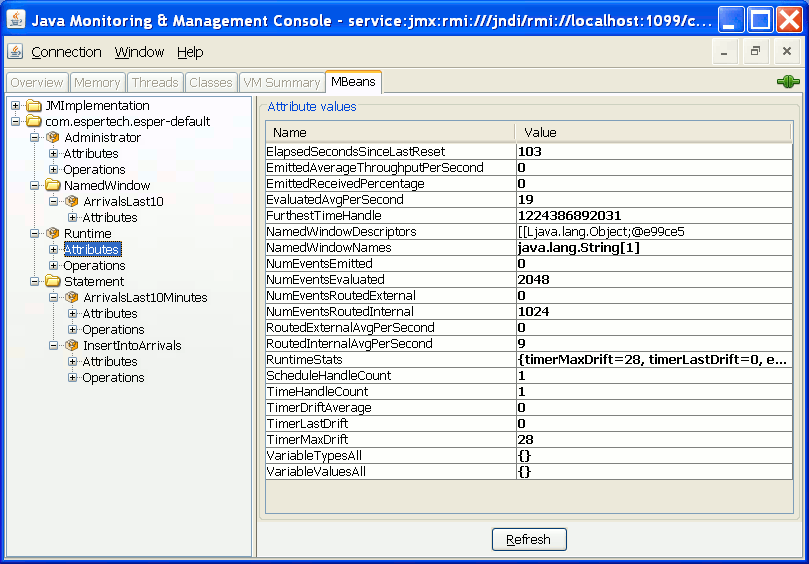 Java Monitoring & Management Console - service:jmx:rmi:///jndi/rmi://localhost:1099/c...
Connection Window Help
Overview Memory Threads Classes VM Summary MBeans
JMImplementation
com.espertech.esper-default
Administrator
Attributes
Operations
NamedWindow
ArrivalsLast10
Attributes
Runtime
Attributes
Operations
Statement
ArrivalsLast10Minutes
Attributes
Operations
InsertIntoArrivals
Attributes
Operations
Attribute values
Name Value
ElapsedSecondsSinceLastReset 103
EmittedAverageThroughputPerSecond 0
EmittedReceivedPercentage 0
EvaluatedAvgPerSecond 19
FurthestTimeHandle 1224386892031
NamedWindowDescriptors [[Ljava.lang.Object;@e99ce5
NamedWindowNames java.lang.String[1]
NumEventsEmitted 0
NumEventsEvaluated 2048
NumEventsRoutedExternal 0
NumEventsRoutedInternal 1024
RoutedExternalAvgPerSecond 0
RoutedInternalAvgPerSecond 9
RuntimeStats {timerMaxDrift=28, timerLastDrift=0, e...
ScheduleHandleCount 1
TimeHandleCount 1
TimerDriftAverage 0
TimerLastDrift 0
TimerMaxDrift 28
VariableTypesAll {}
VariableValuesAll {}
Refresh